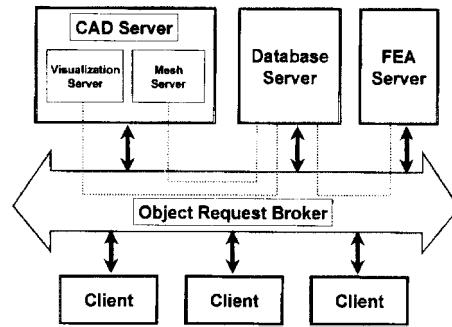 CAD Server
Visualization
Server
Mesh
Server
Database
Server
FEA
Server
Object Request Broker
Client
Client
Client